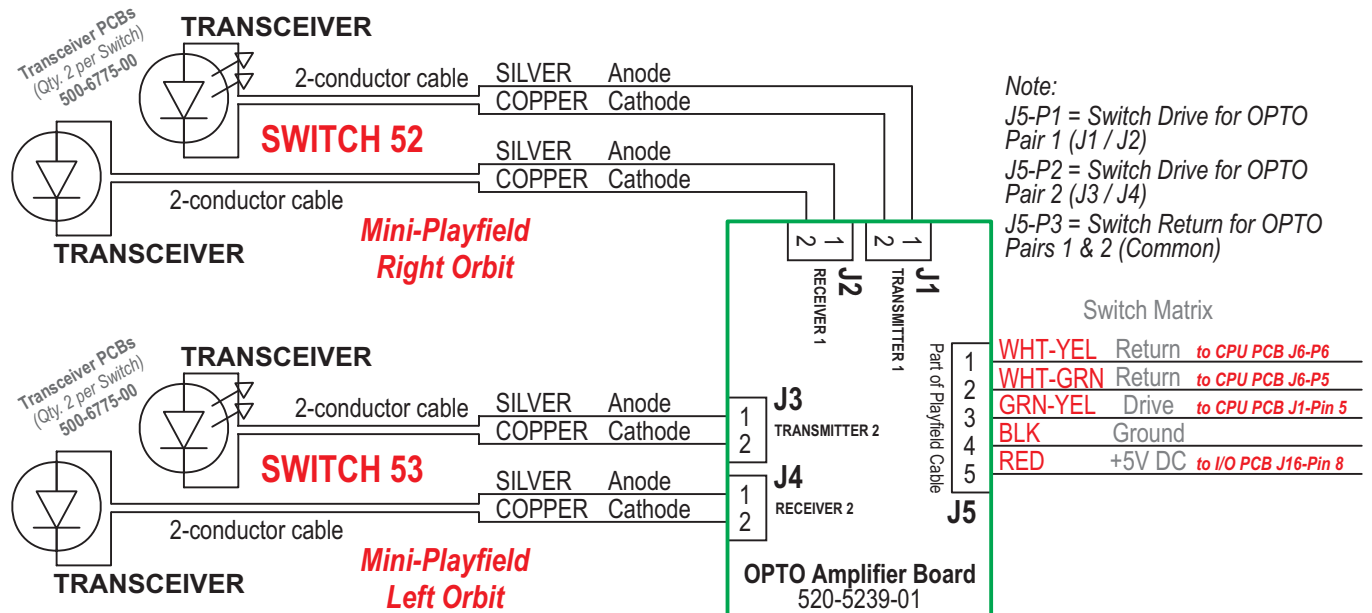 Transceiver PCBs
(Qty. 2 per Switch)
500-6775-00
TRANSCEIVER
2-conductor cable
SILVER Anode
COPPER Cathode
SWITCH 52
SILVER Anode
COPPER Cathode
2-conductor cable
TRANSCEIVER
Mini-Playfield
Right Orbit
Note:
J5-P1 = Switch Drive for OPTO
Pair 1 (J1 / J2)
J5-P2 = Switch Drive for OPTO
Pair 2 (J3 / J4)
J5-P3 = Switch Return for OPTO
Pairs 1 & 2 (Common)
2 1
J2
RECEIVER 1
2 1
J1
TRANSMITTER 1
Transceiver PCBs
(Qty. 2 per Switch)
500-6775-00
TRANSCEIVER
2-conductor cable
SILVER Anode
COPPER Cathode
SWITCH 53
SILVER Anode
COPPER Cathode
2-conductor cable
TRANSCEIVER
Mini-Playfield
Left Orbit
1
2
J3
TRANSMITTER 2
1
2
J4
RECEIVER 2
Part of Playfield Cable
1
2
3
4
5
J5
OPTO Amplifier Board
520-5239-01
Switch Matrix
WHT-YEL Return to CPU PCB J6-P6
WHT-GRN Return to CPU PCB J6-P5
GRN-YEL Drive to CPU PCB J1-Pin 5
BLK Ground
RED +5V DC to I/O PCB J16-Pin 8